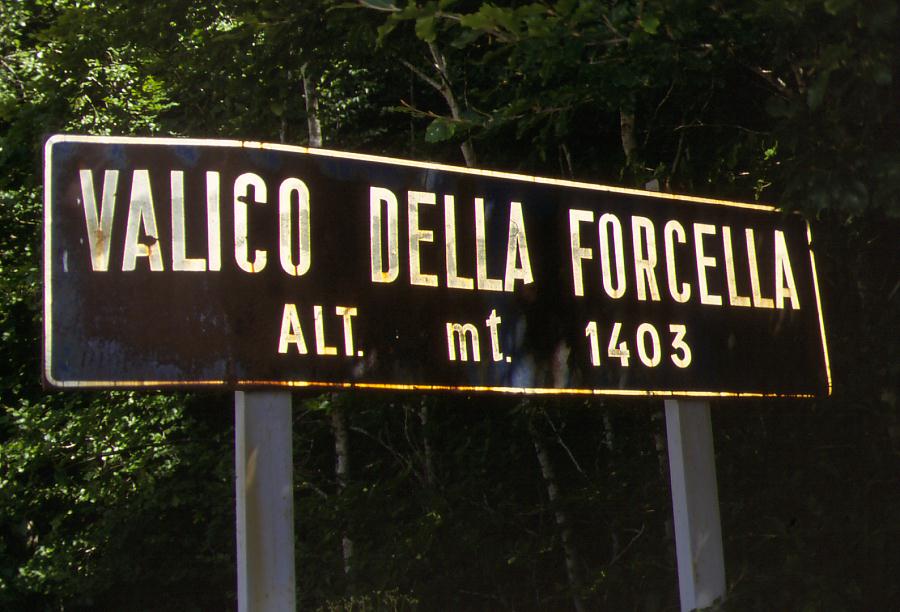 VALICO DELLA FORCELLA
ALT. mt. 1403